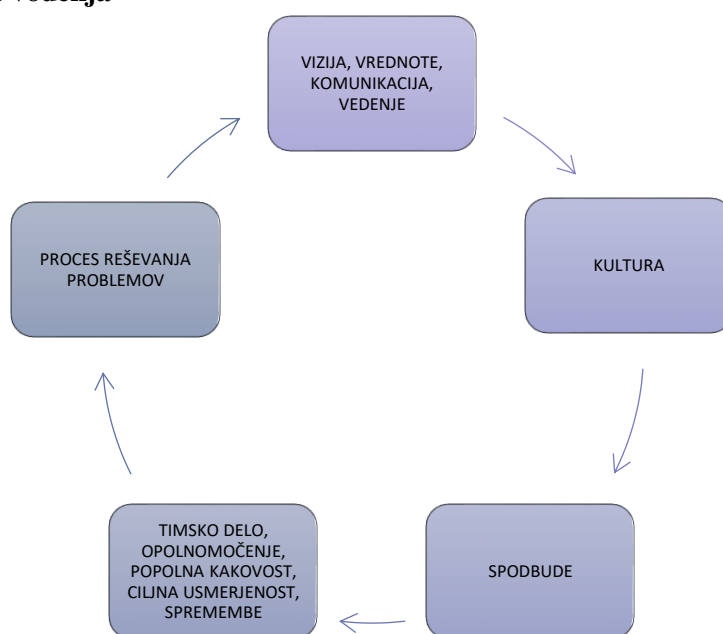 vodenja
VIZIJA, VREDNOTE,
KOMUNIKACIJA,
VEDENJE
KULTURA
SPODBUDE
TIMSKO DELO,
OPOLNOMOČENJE,
POPOLNA KAKOVOST,
CILJNA USMERJENOST,
SPREMEMBE
PROCES REŠEVANJA
PROBLEMOV